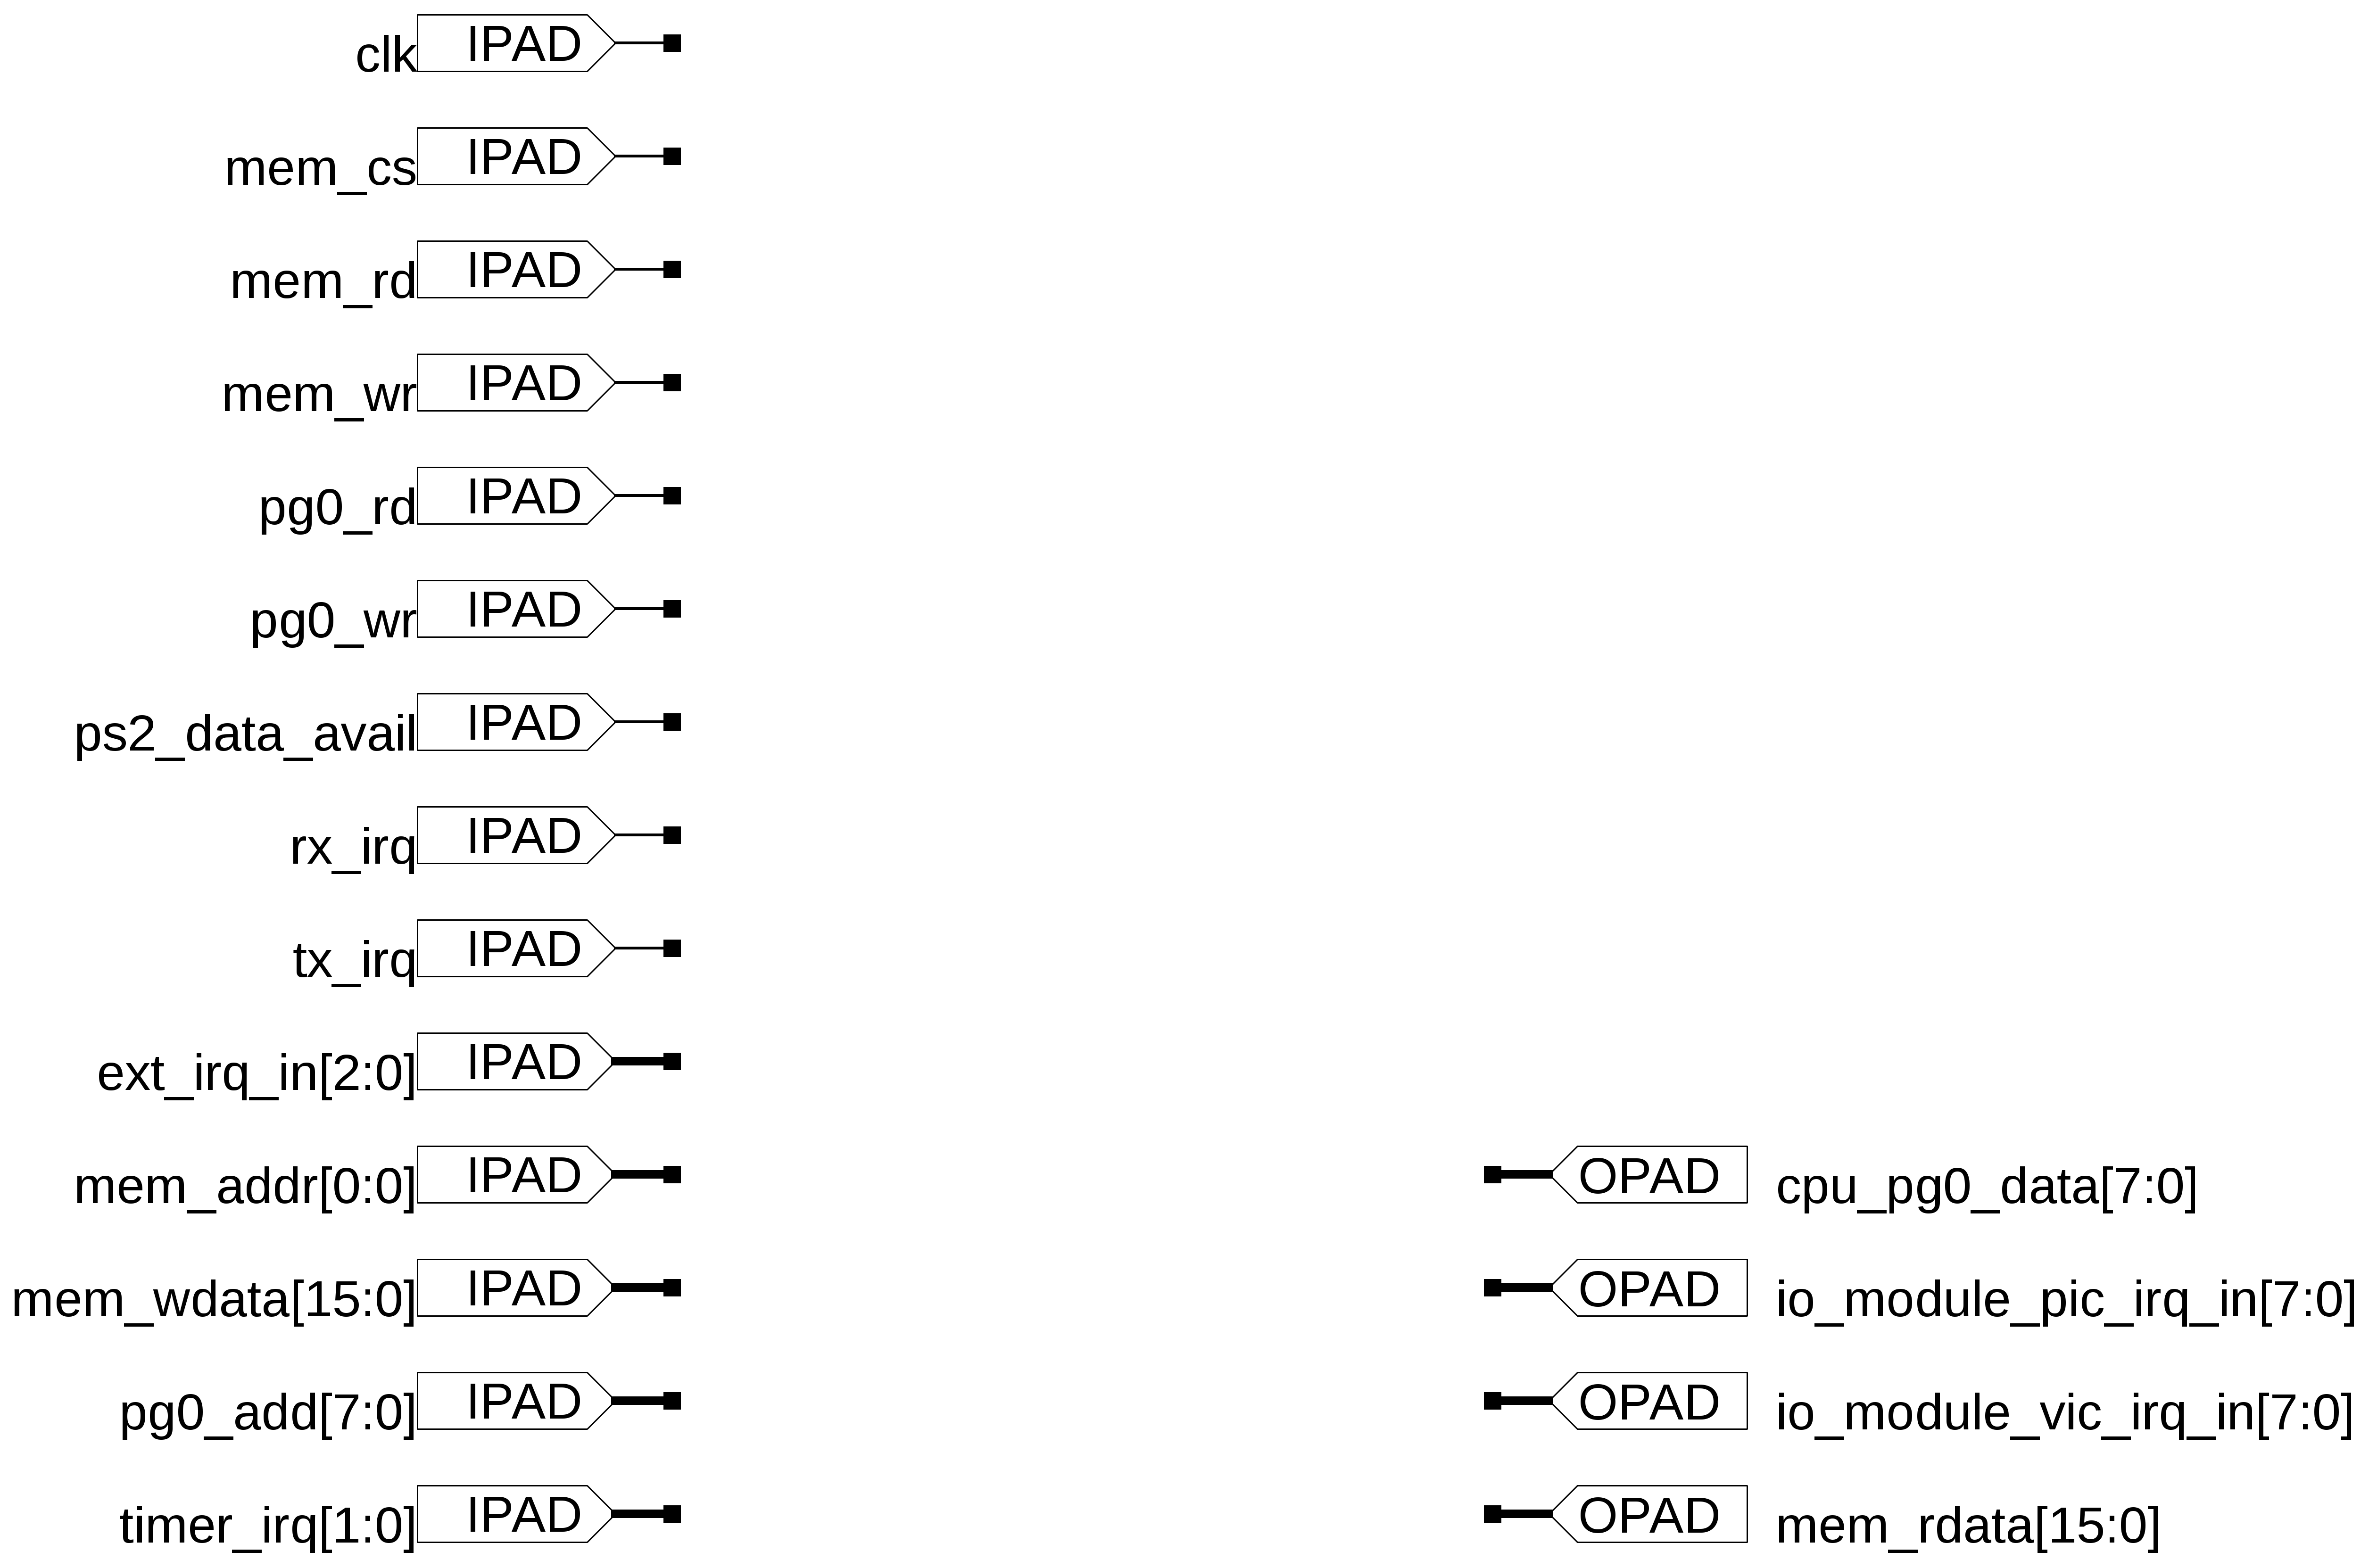 clk IPAD
mem_cs IPAD
mem_rd IPAD
mem_wr IPAD
pg0_rd IPAD
pg0_wr IPAD
ps2_data_avail IPAD
rx_irq IPAD
tx_irq IPAD
ext_irq_in[2:0] IPAD
mem_addr[0:0] IPAD OPAD cpu_pg0_data[7:0]
mem_wdata[15:0] IPAD OPAD io_module_pic_irq_in[7:0]
pg0_add[7:0] IPAD OPAD io_module_vic_irq_in[7:0]
timer_irq[1:0] IPAD OPAD mem_rdata[15:0]